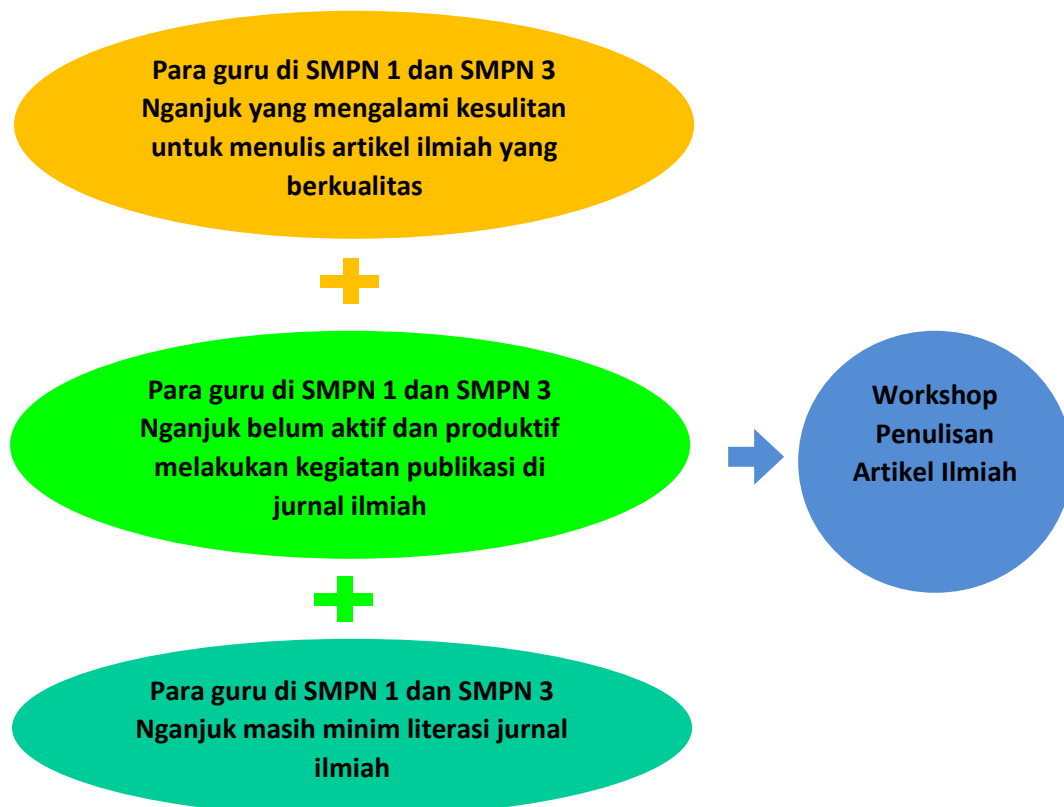 Para guru di SMPN 1 dan SMPN 3
Nganjuk yang mengalami kesulitan
untuk menulis artikel ilmiah yang
berkualitas
Para guru di SMPN 1 dan SMPN 3
Nganjuk belum aktif dan produktif
melakukan kegiatan publikasi di
jurnal ilmiah
Workshop
Penulisan
Artikel Ilmiah
Para guru di SMPN 1 dan SMPN 3
Nganjuk masih minim literasi jurnal
ilmiah